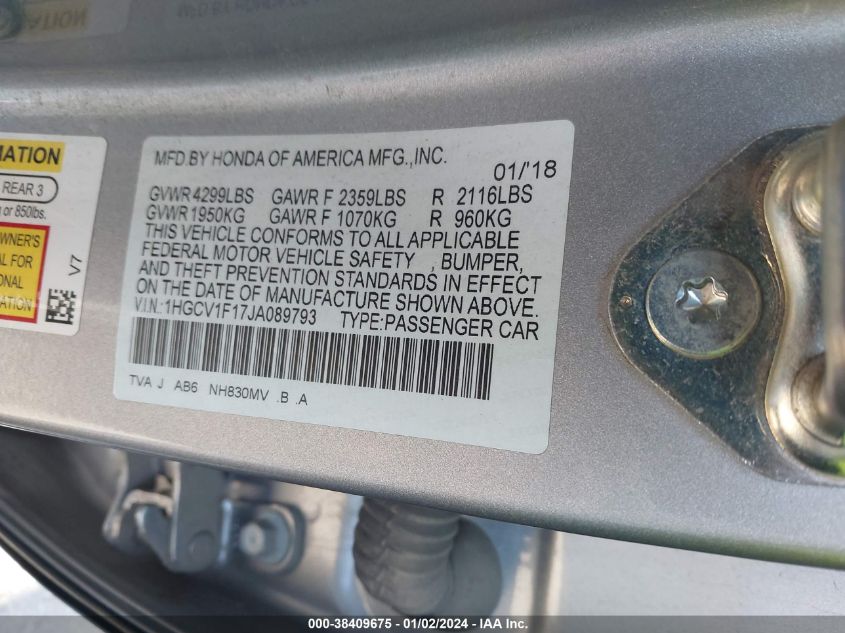 MATION
REAR 3
or 850lbs.
OWNER'S
FOR
ATION
V7
MFD.BY HONDA OF AMERICA MFG.,INC. 01/'18
GVWR 4299LBS GAWR F 2359LBS R 2116LBS
GVWR 1950KG GAWR F 1070KG R 960KG
THIS VEHICLE CONFORMS TO ALL APPLICABLE
FEDERAL MOTOR VEHICLE SAFETY , BUMPER,
AND THEFT PREVENTION STANDARDS IN EFFECT
ON THE DATE OF MANUFACTURE SHOWN ABOVE.
V.I.N.:1HGCV1F17JA089793 TYPE:PASSENGER CAR
TVA J AB6 NH830MV .B .A
000-38409675 - 01/02/2024 - IAA Inc.